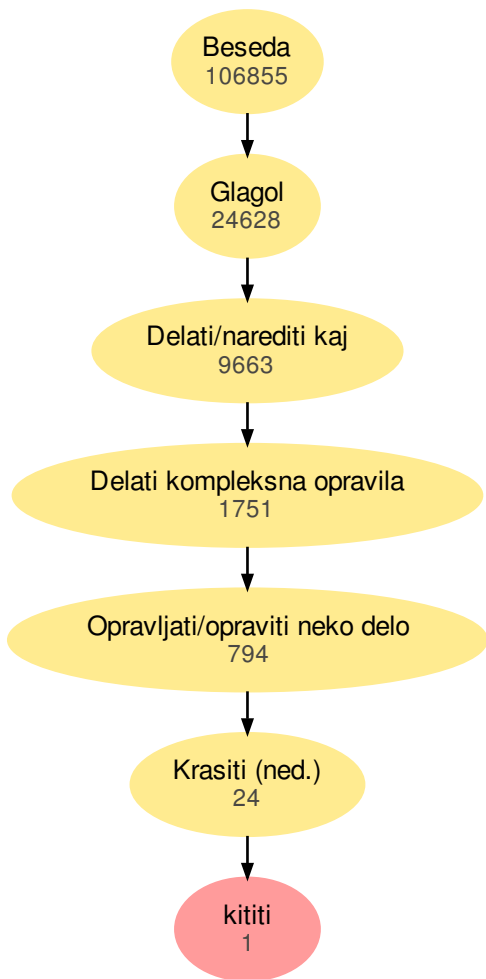 Beseda
106855
Glagol
24628
Delati/narediti kaj
9663
Delati kompleksna opravila
1751
Opravljati/opraviti neko delo
794
Krasiti (ned.)
24
kititi
1